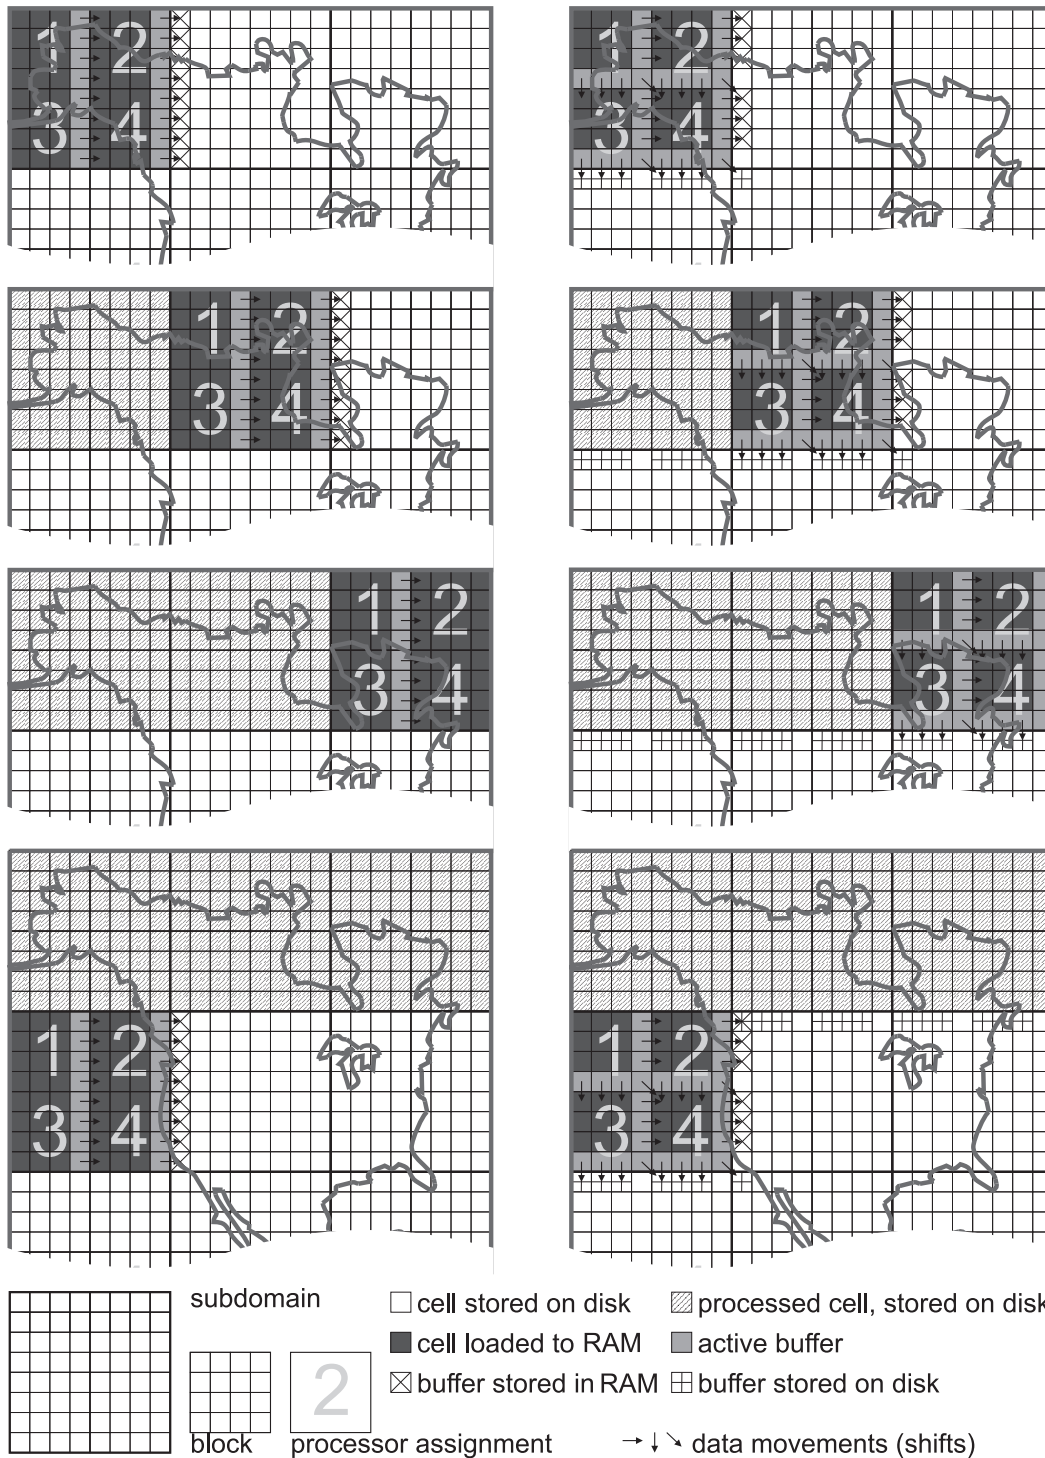 1 2 1 2
3 4 3 4
1 2 1 2
3 4 3 4
1 2 1 2
3 4 3 4
1 2 1 2
3 4 3 4
subdomain
cell stored on disk
processed cell, stored on disk
cell loaded to RAM
active buffer
2
buffer stored in RAM
buffer stored on disk
block
processor assignment
data movements (shifts)